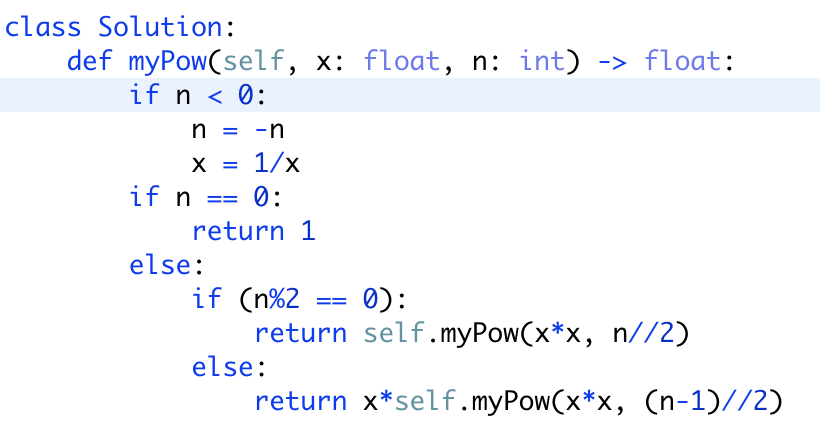 class Solution:
    def myPow(self, x: float, n: int) -> float:
        if n < 0:
            n = -n
            x = 1/x
        if n == 0:
            return 1
        else:
            if (n%2 == 0):
                return self.myPow(x*x, n//2)
            else:
                return x*self.myPow(x*x, (n-1)//2)